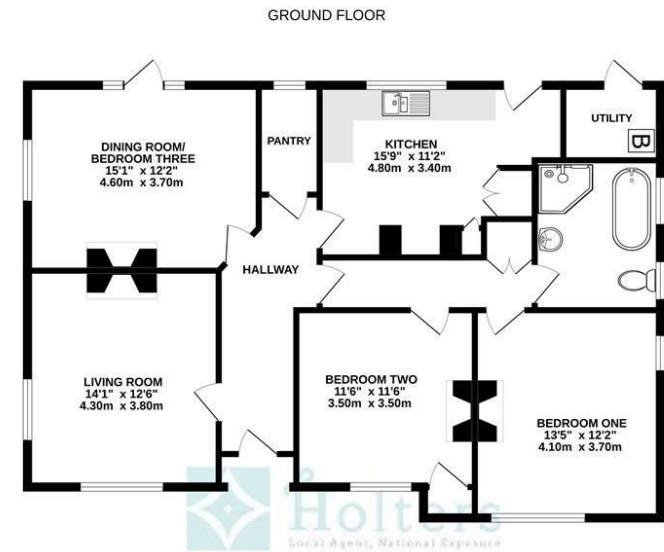 GROUND FLOOR
UTILITY
B
DINING ROOM/
BEDROOM THREE
15'1" x 12'2"
4.60m x 3.70m
PANTRY
KITCHEN
15'9" x 11'2"
4.80m x 3.40m
HALLWAY
LIVING ROOM
14'1" x 12'6"
4.30m x 3.80m
BEDROOM TWO
11'6" x 11'6"
3.50m x 3.50m
BEDROOM ONE
13'5" x 12'2"
4.10m x 3.70m
Holters
Local Agent, National Exposure